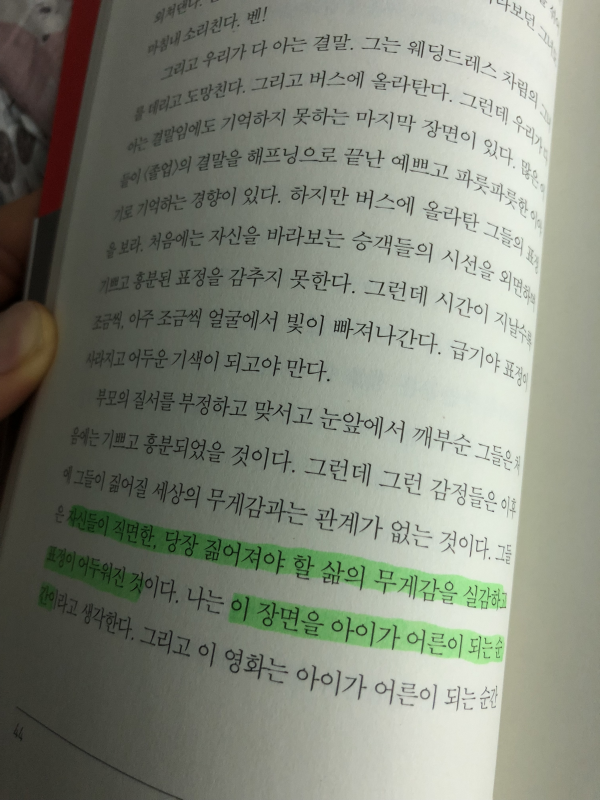 외쳐댄다.
라보던 그녀는
마침내 소리친다. 벤!
그리고 우리가 다 아는 결말. 그는 웨딩드레스 차림의 그녀
를 데리고 도망친다. 그리고 버스에 올라탄다. 그런데 우리가 다
아는 결말임에도 기억하지 못하는 마지막 장면이 있다. 많은 이
들이 〈졸업〉의 결말을 해프닝으로 끝난 예쁘고 파릇파릇한 이야
기로 기억하는 경향이 있다. 하지만 버스에 올라탄 그들의 표정
을 보라. 처음에는 자신을 바라보는 승객들의 시선을 외면하며
기쁘고 흥분된 표정을 감추지 못한다. 그런데 시간이 지날수록
조금씩, 아주 조금씩 얼굴에서 빛이 빠져나간다. 급기야 표정이
사라지고 어두운 기색이 되고야 만다.
부모의 질서를 부정하고 맞서고 눈앞에서 깨부순 그들은 처
음에는 기쁘고 흥분되었을 것이다. 그런데 그런 감정들은 이후
에 그들이 짊어질 세상의 무게감과는 관계가 없는 것이다. 그들
은 자신들이 직면한, 당장 짊어져야 할 삶의 무게감을 실감하고
표정이 어두워진 것이다. 나는 이 장면을 아이가 어른이 되는 순
간이라고 생각한다. 그리고 이 영화는 아이가 어른이 되는 순간
44